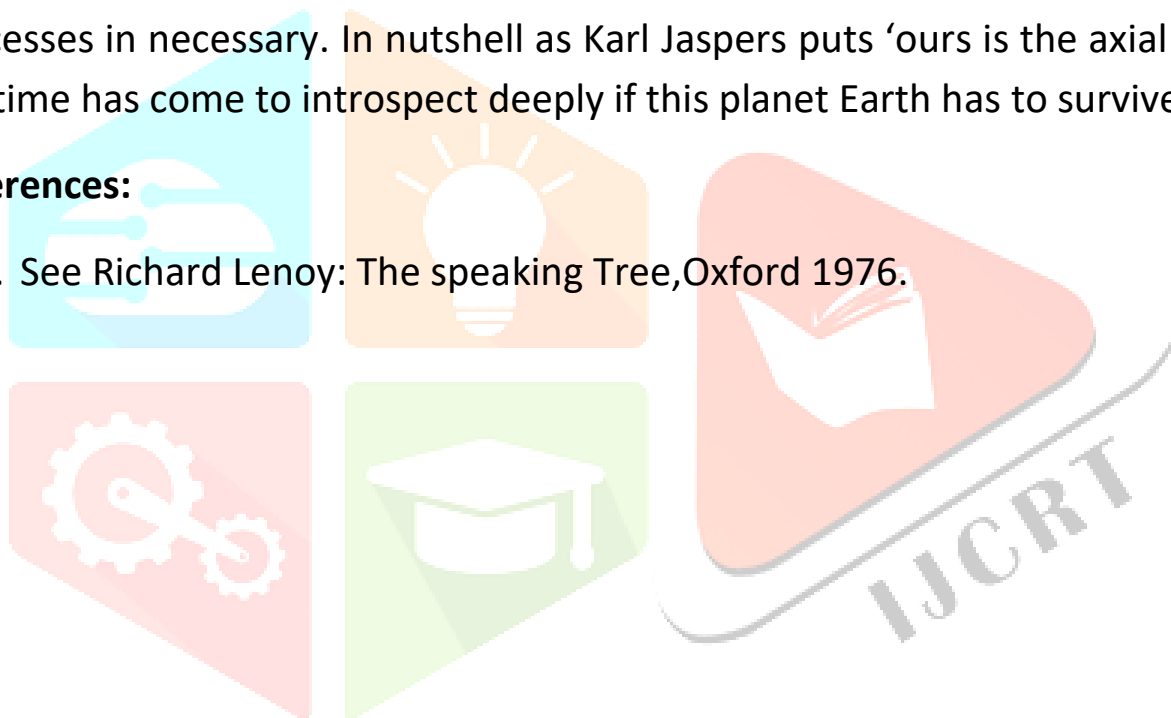 cesses in necessary. In nutshell as Karl Jaspers puts ‘ours is the axial
time has come to introspect deeply if this planet Earth has to survive
erences:
. See Richard Lenoy: The speaking Tree,Oxford 1976.
IJCRT